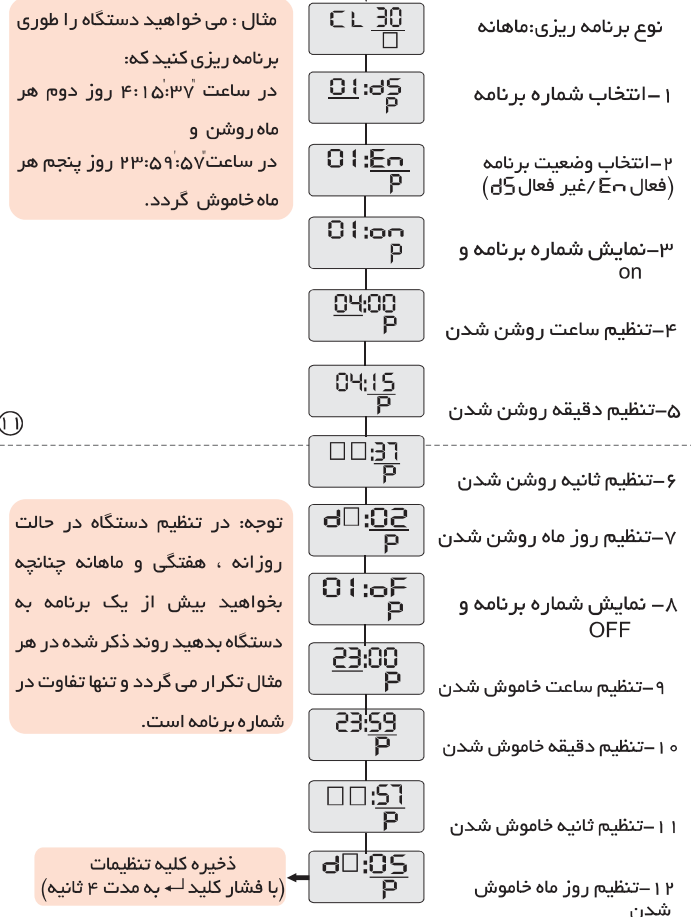 نوع برنامه ریزی:ماهانه
CL 30
مثال : می خواهید دستگاه را طوری
برنامه ریزی کنید که:
در ساعت ۴:۱۵:۳۷ روز دوم هر
ماه روشن و
در ساعت ۲۳:۵۹:۵۷ روز پنجم هر
ماه خاموش گردد.
۱-انتخاب شماره برنامه
01:dS
P
۲-انتخاب وضعیت برنامه
(فعال En /غیر فعال dS)
01:En
P
۳-نمایش شماره برنامه و
on
01:on
P
۴-تنظیم ساعت روشن شدن
04:00
P
۵-تنظیم دقیقه روشن شدن
04:15
P
۱۱
۶-تنظیم ثانیه روشن شدن
□□:37
P
۷-تنظیم روز ماه روشن شدن
d□:02
P
توجه: در تنظیم دستگاه در حالت
روزانه ، هفتگی و ماهانه چنانچه
بخواهید بیش از یک برنامه به
دستگاه بدهید روند ذکر شده در هر
مثال تکرار می گردد و تنها تفاوت در
شماره برنامه است.
۸- نمایش شماره برنامه و
OFF
01:oF
P
۹-تنظیم ساعت خاموش شدن
23:00
P
۱۰-تنظیم دقیقه خاموش شدن
23:59
P
۱۱-تنظیم ثانیه خاموش شدن
□□:57
P
۱۲-تنظیم روز ماه خاموش
شدن
d□:05
P
ذخیره کلیه تنظیمات
(با فشار کلید ↵ به مدت ۴ ثانیه)